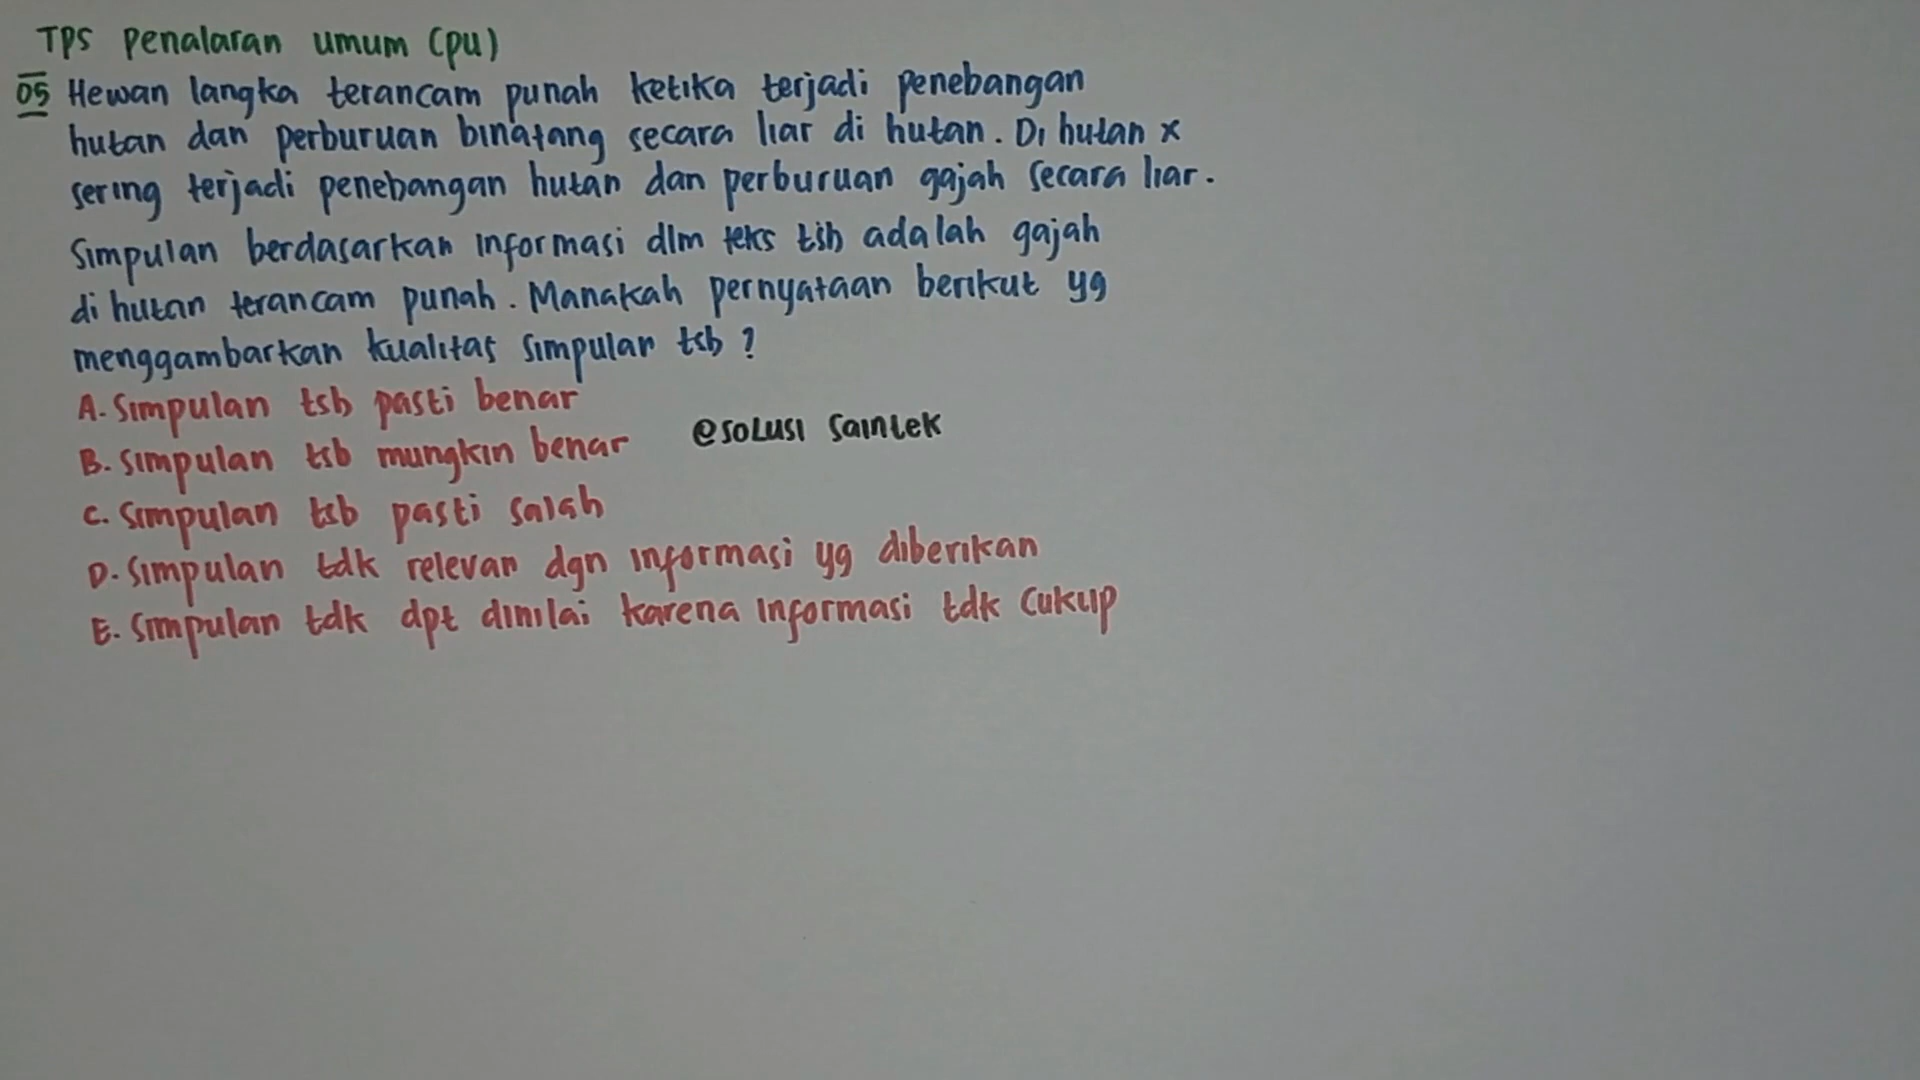 TPS Penalaran umum (pu)
05 Hewan langka terancam punah ketika terjadi penebangan
hutan dan perburuan binatang secara liar di hutan. Di hutan x
sering terjadi penebangan hutan dan perburuan gajah secara liar.
Simpulan berdasarkan informasi dlm teks tsb adalah gajah
di hutan terancam punah. Manakah pernyataan berikut yg
menggambarkan kualitas simpulan tsb ?
A. Simpulan tsb pasti benar
B. Simpulan tsb mungkin benar
@solusi saintek
C. Simpulan tsb pasti salah
D. Simpulan tdk relevan dgn informasi yg diberikan
E. Simpulan tdk dpt dinilai karena informasi tdk cukup